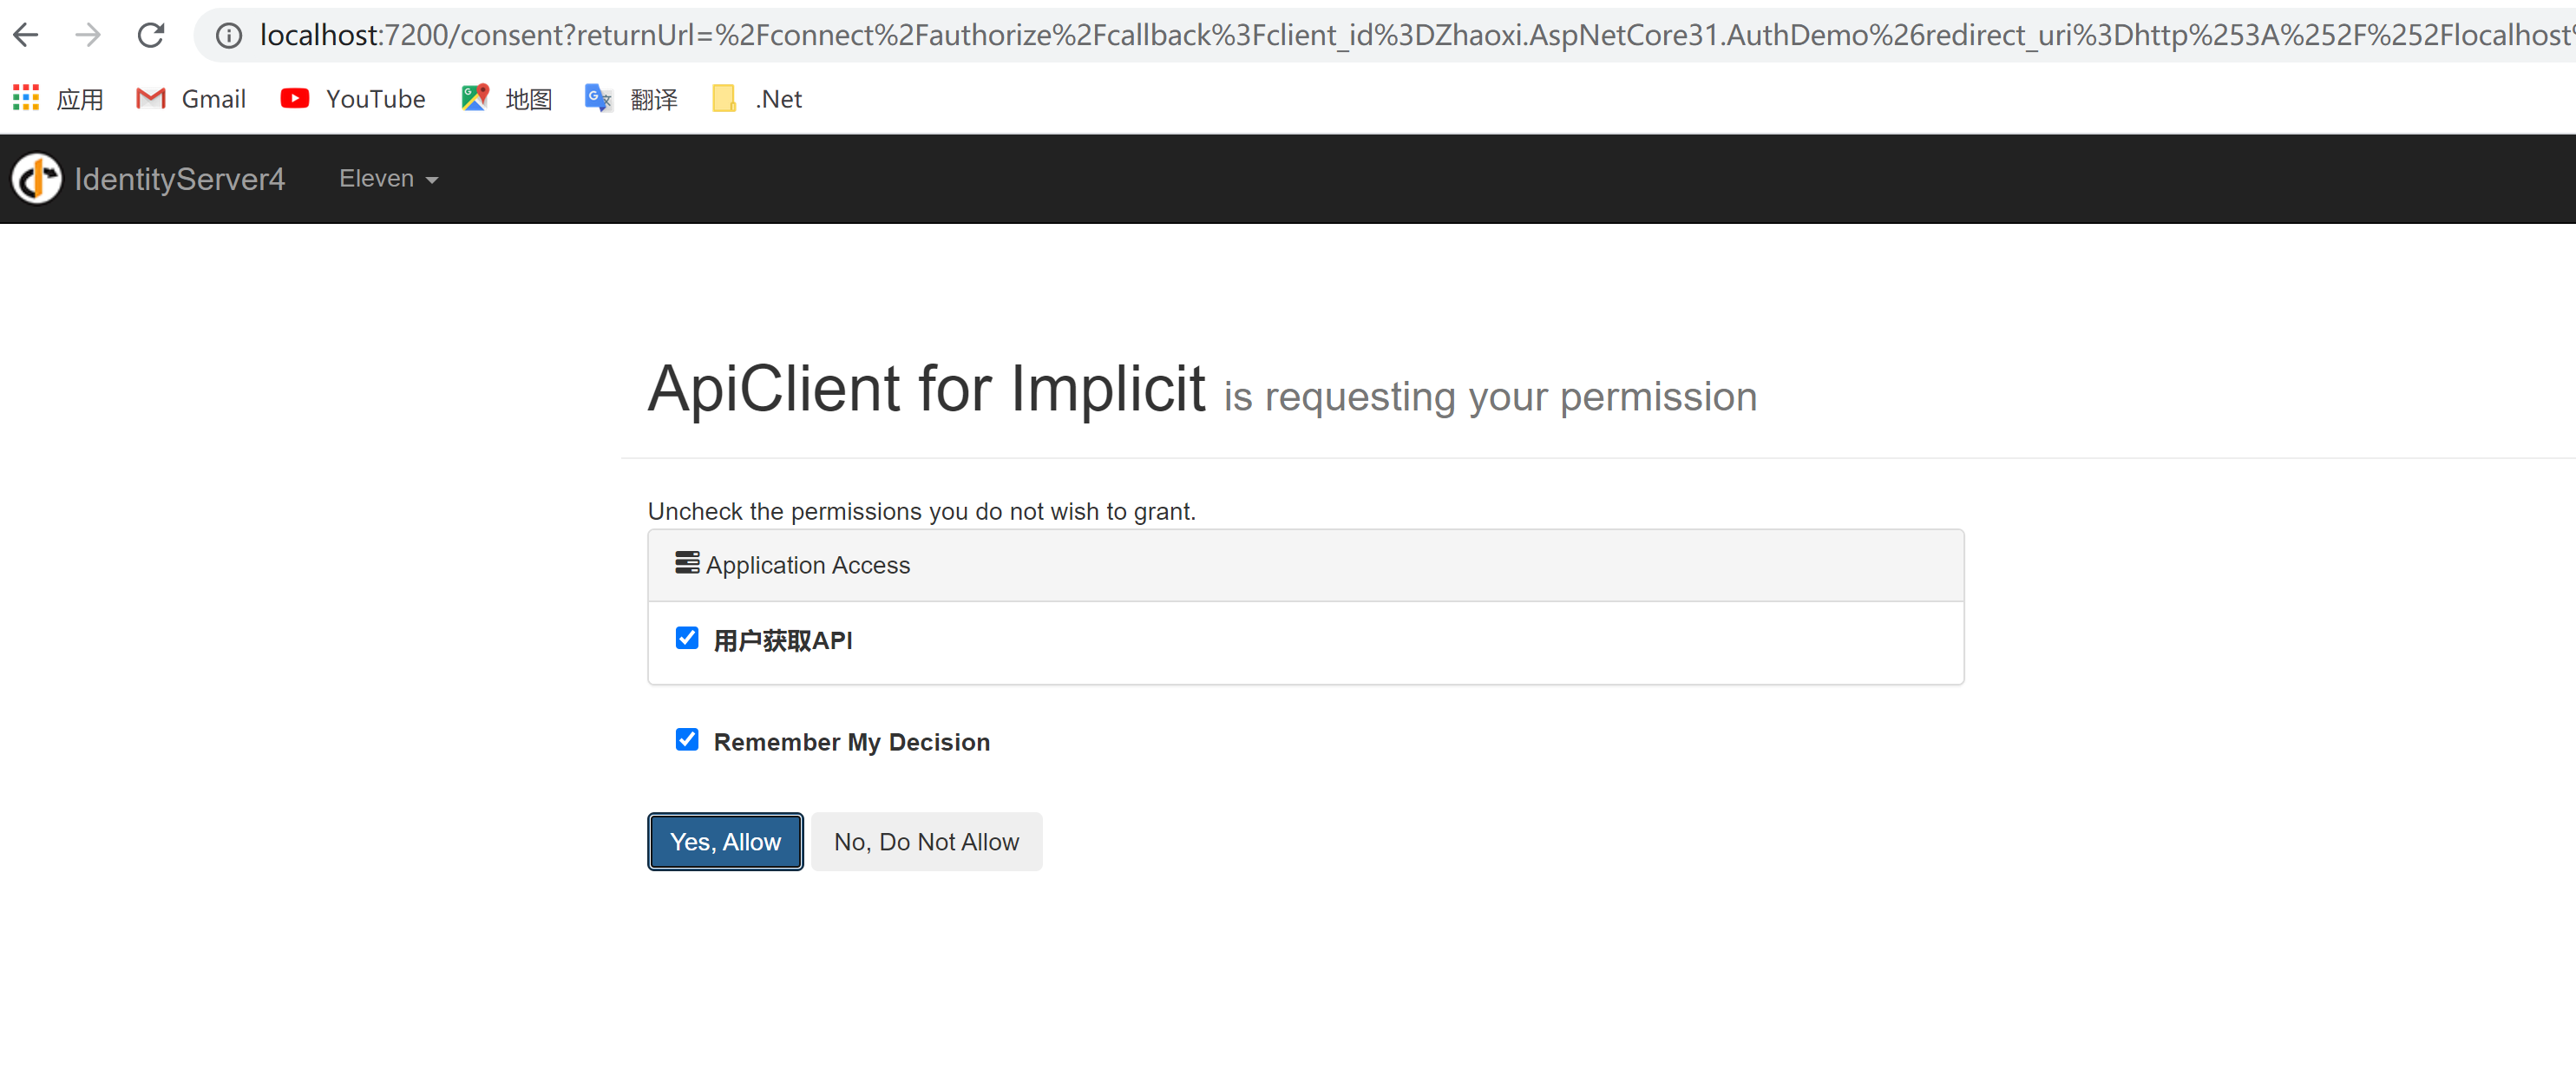 localhost:7200/consent?returnUrl=%2Fconnect%2Fauthorize%2Fcallback%3Fclient_id%3DZhaoxi.AspNetCore31.AuthDemo%26redirect_uri%3Dhttp%253A%252F%252Flocalhost%
应用 Gmail YouTube 地图 翻译 .Net
IdentityServer4 Eleven
ApiClient for Implicit is requesting your permission
Uncheck the permissions you do not wish to grant.
Application Access
用户获取API
Remember My Decision
Yes, Allow No, Do Not Allow